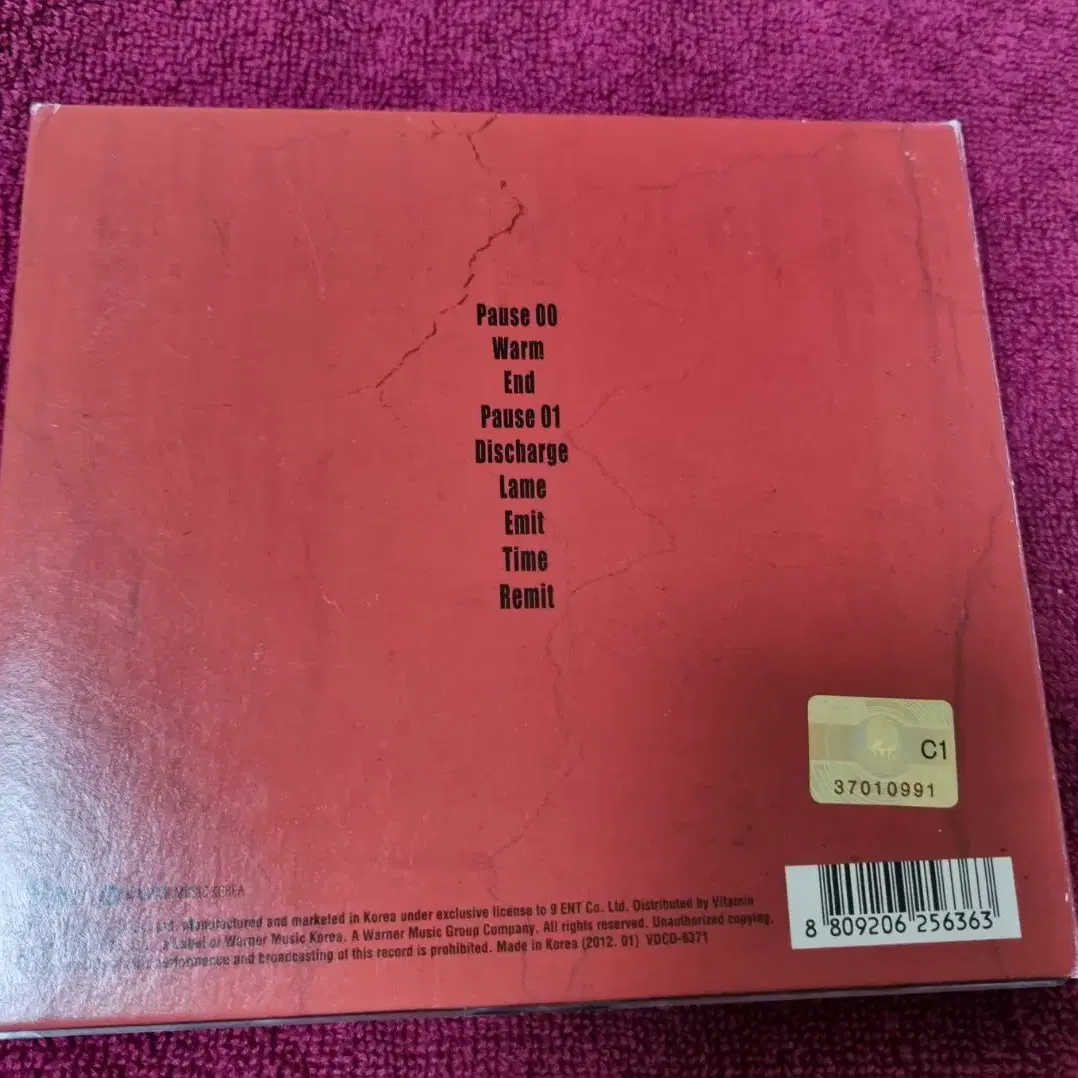 Pause 00
Warm
End
Pause 01
Discharge
Lame
Emit
Time
Remit
C1
37010991
MUSIC KOREA
Ltd. Manufactured and marketed in Korea under exclusive license to 9 ENT Co. Ltd. Distributed by Vitamin
a Label of Warner Music Korea. A Warner Music Group Company. All rights reserved. Unauthorized copying,
performance and broadcasting of this record is prohibited. Made in Korea (2012. 01) VDCD-6371
8 809206 256363